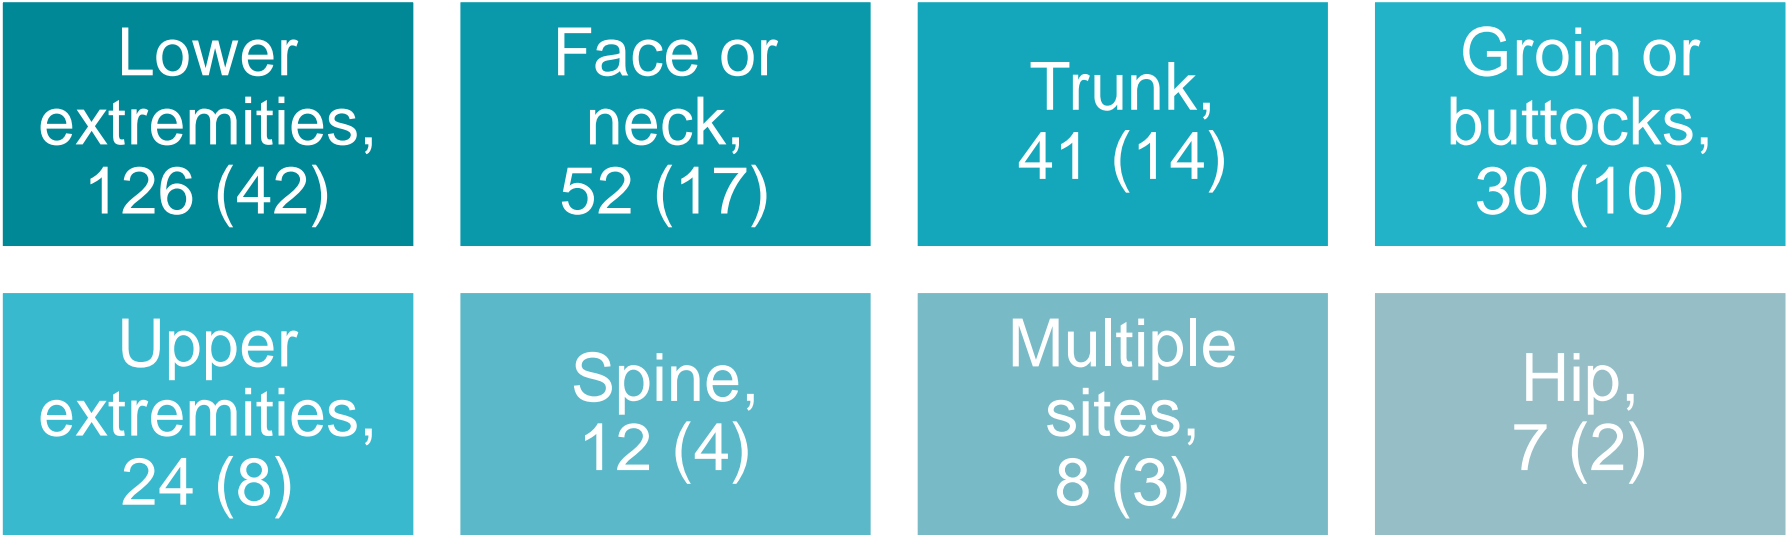 Lower
extremities,
126 (42)
Face or
neck,
52 (17)
Trunk,
41 (14)
Groin or
buttocks,
30 (10)
Upper
extremities,
24 (8)
Spine,
12 (4)
Multiple
sites,
8 (3)
Hip,
7 (2)